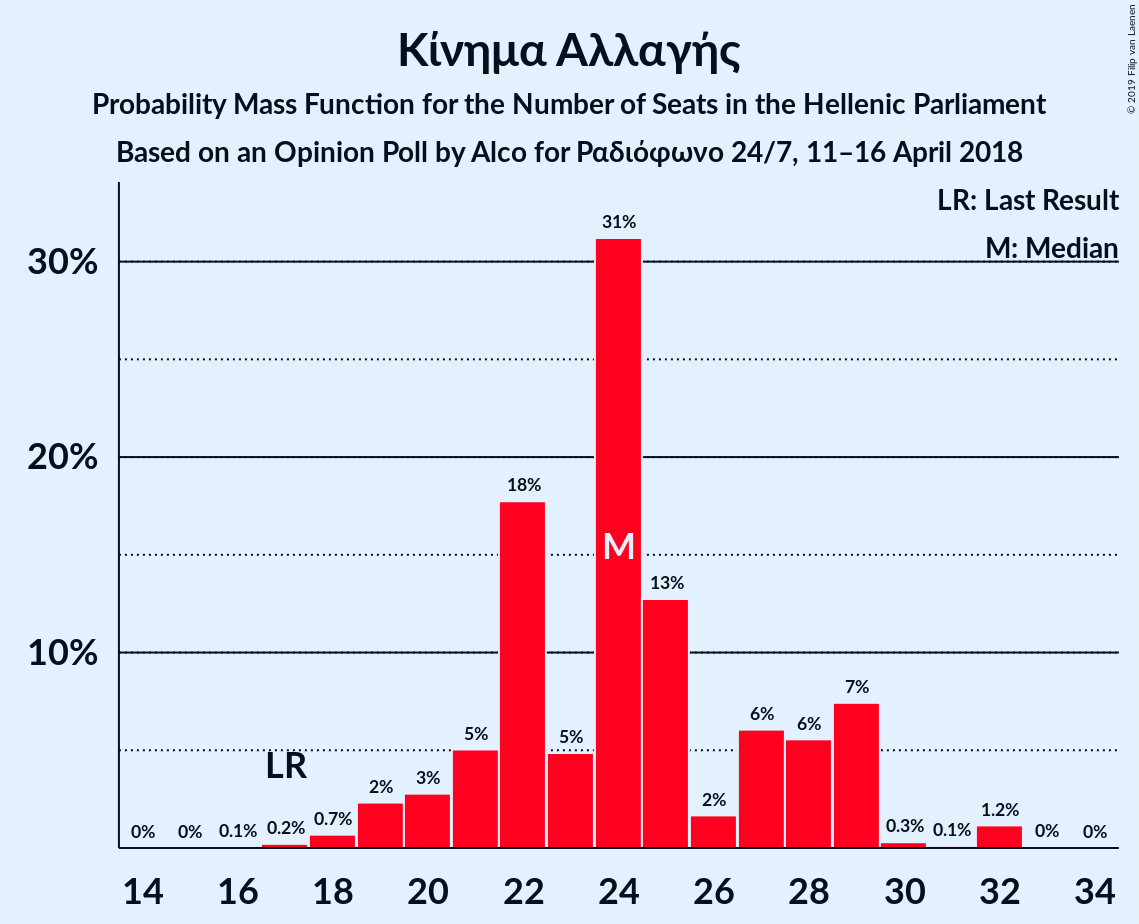 Κίνημα Αλλαγής
Probability Mass Function for the Number of Seats in the Hellenic Parliament
Based on an Opinion Poll by Alco for Ραδιόφωνο 24/7, 11–16 April 2018
© 2019 Filip van Laenen
LR: Last Result
M: Median
30%
20%
10%
0% 0% 0.1% 0.2% 0.7% 2% 3% 5% 18% 5% 31% 13% 2% 6% 6% 7% 0.3% 0.1% 1.2% 0% 0%
LR
M
14 16 18 20 22 24 26 28 30 32 34